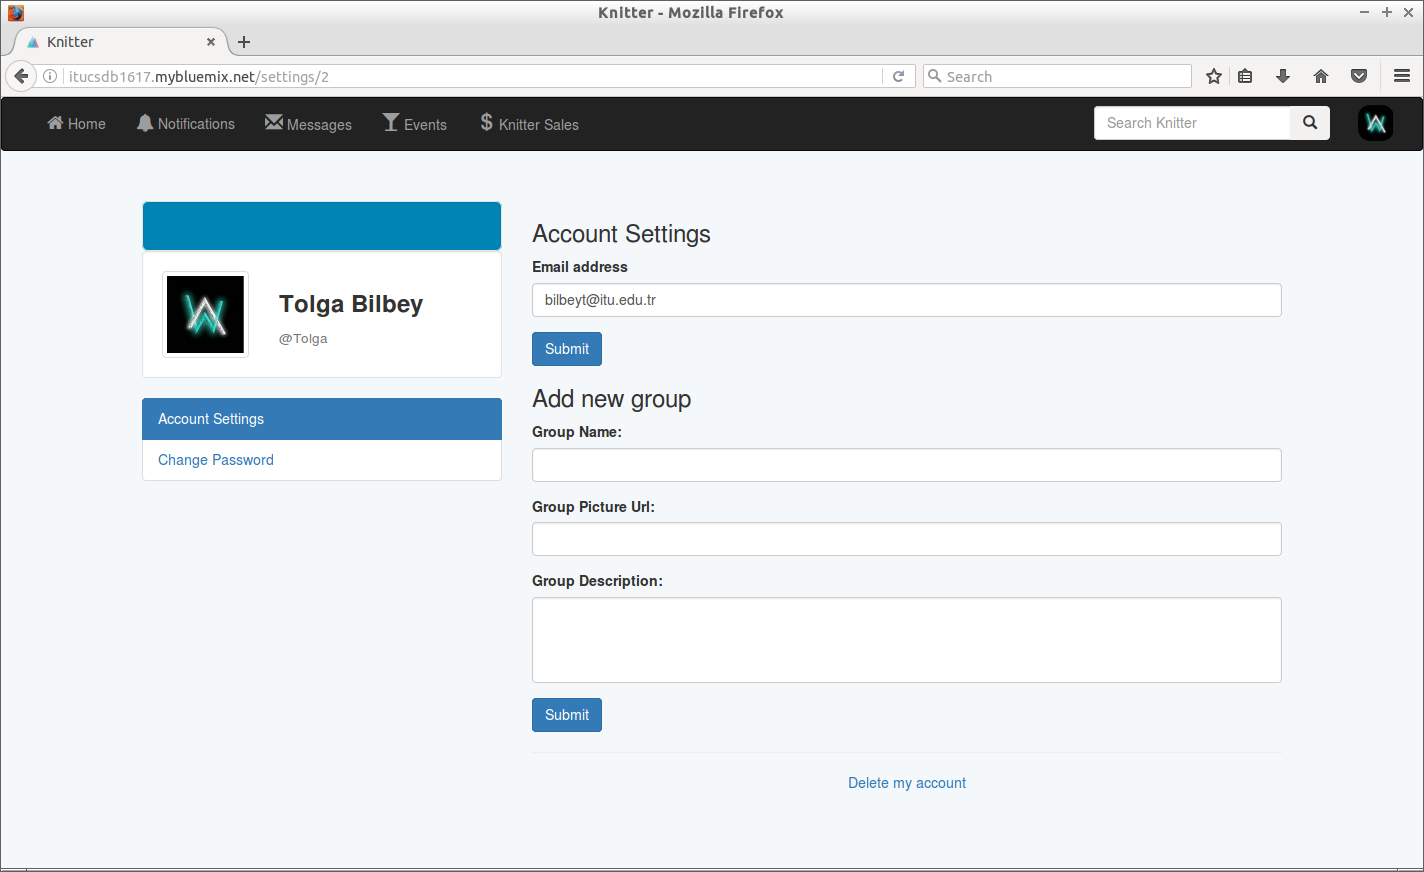 Knitter - Mozilla Firefox
Knitter
itucsdb1617.mybluemix.net/settings/2
Search
Home
Notifications
Messages
Events
Knitter Sales
Search Knitter
Tolga Bilbey
@Tolga
Account Settings
Change Password
Account Settings
Email address
bilbeyt@itu.edu.tr
Submit
Add new group
Group Name:
Group Picture Url:
Group Description:
Submit
Delete my account